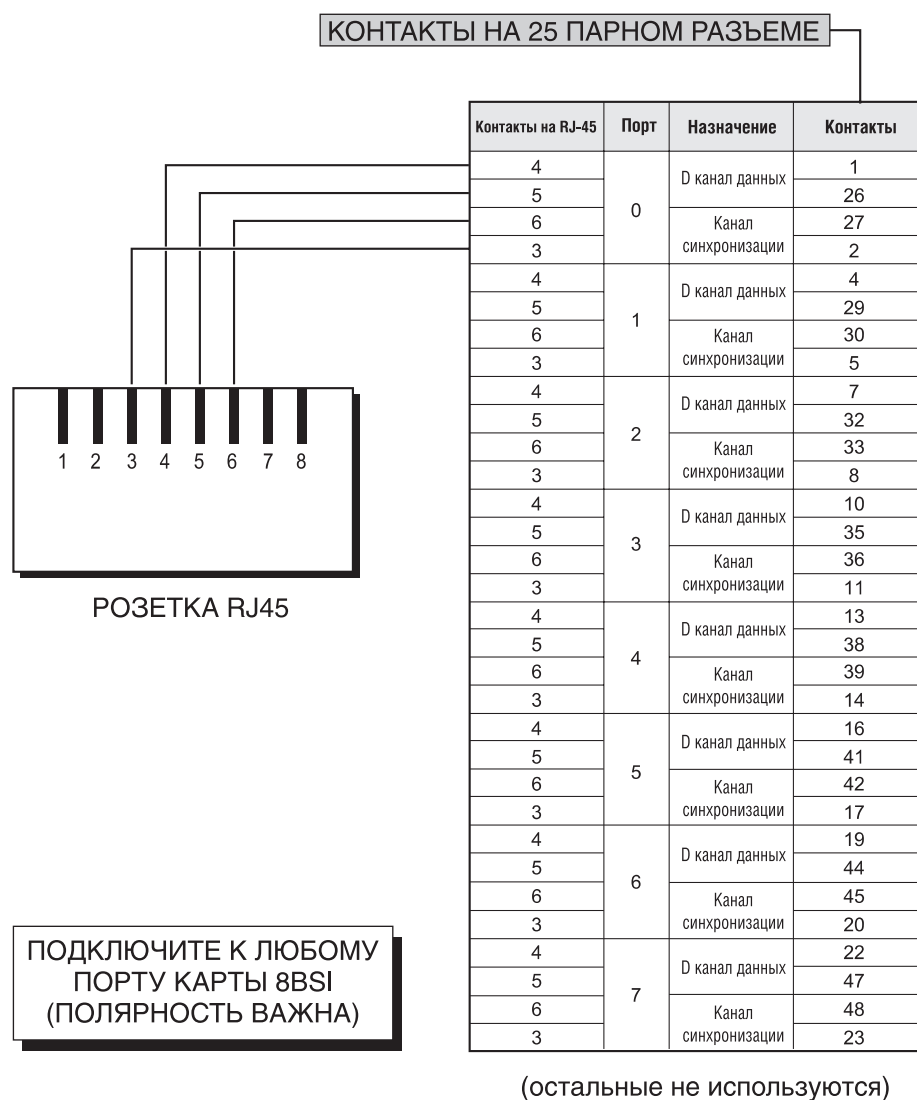 КОНТАКТЫ НА 25 ПАРНОМ РАЗЪЕМЕ
Контакты на RJ-45 Порт Назначение Контакты
4 0 D канал данных 1
5 26
6 Канал синхронизации 27
3 2
4 1 D канал данных 4
5 29
6 Канал синхронизации 30
3 5
4 2 D канал данных 7
5 32
6 Канал синхронизации 33
3 8
4 3 D канал данных 10
5 35
6 Канал синхронизации 36
3 11
4 4 D канал данных 13
5 38
6 Канал синхронизации 39
3 14
4 5 D канал данных 16
5 41
6 Канал синхронизации 42
3 17
4 6 D канал данных 19
5 44
6 Канал синхронизации 45
3 20
4 7 D канал данных 22
5 47
6 Канал синхронизации 48
3 23
(остальные не используются)
1 2 3 4 5 6 7 8
РОЗЕТКА RJ45
ПОДКЛЮЧИТЕ К ЛЮБОМУ
ПОРТУ КАРТЫ 8BSI
(ПОЛЯРНОСТЬ ВАЖНА)